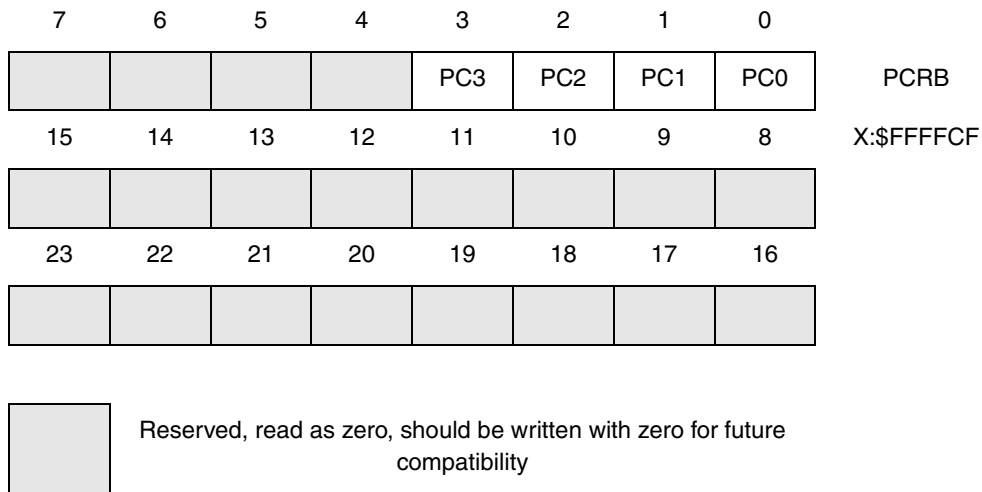 7 6 5 4 3 2 1 0
PC3 PC2 PC1 PC0 PCRB
15 14 13 12 11 10 9 8 X:$FFFFCF
23 22 21 20 19 18 17 16
Reserved, read as zero, should be written with zero for future
compatibility